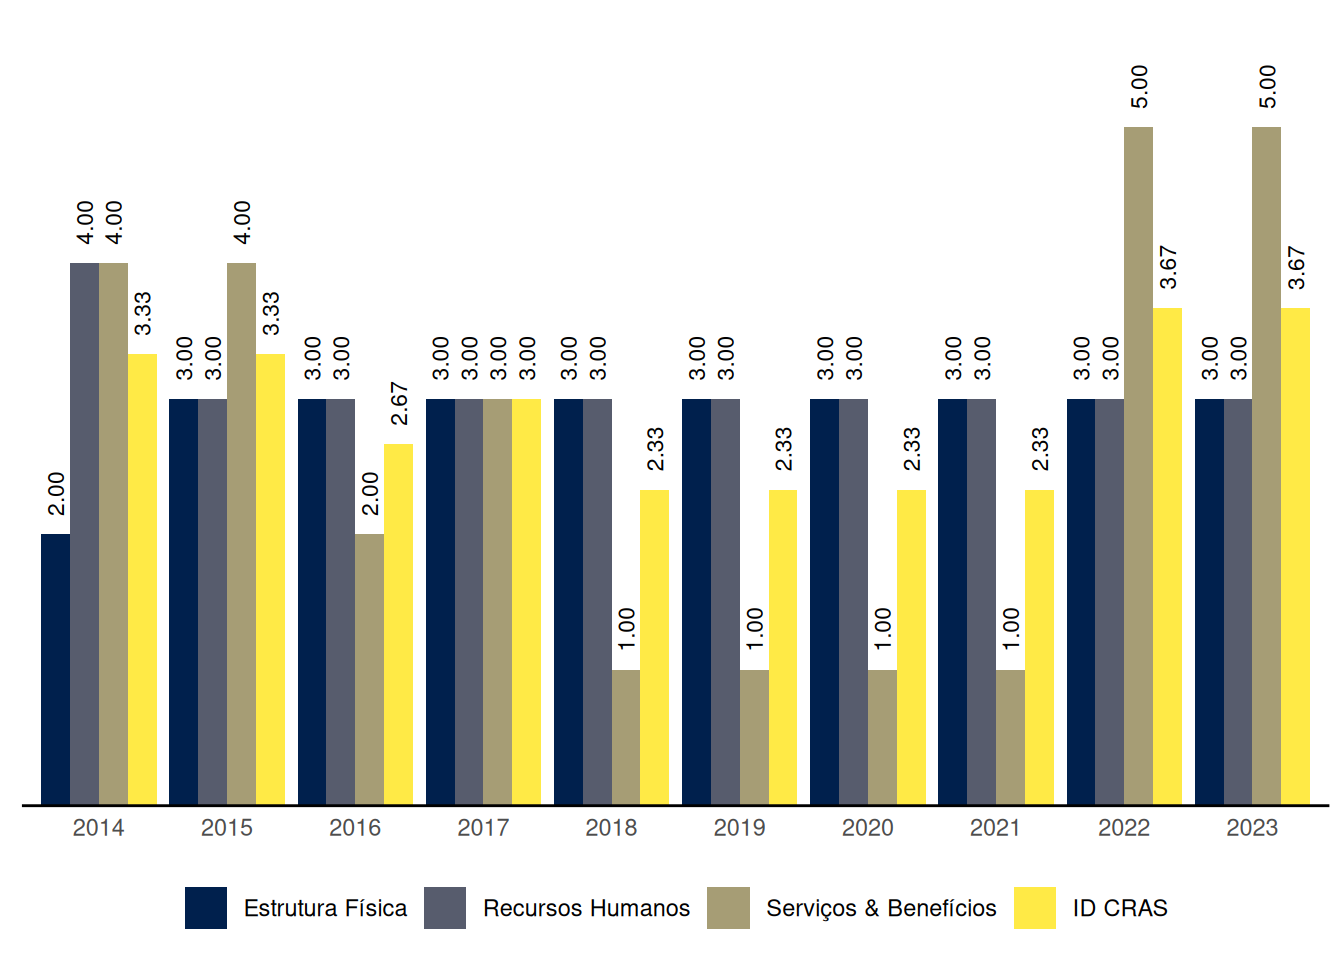 2.00 4.00 4.00 3.33 3.00 3.00 4.00 3.33 3.00 3.00 2.00 2.67 3.00 3.00 3.00 3.00 3.00 3.00 1.00 2.33 3.00 3.00 1.00 2.33 3.00 3.00 1.00 2.33 3.00 3.00 1.00 2.33 3.00 3.00 5.00 3.67 3.00 3.00 5.00 3.67
2014 2015 2016 2017 2018 2019 2020 2021 2022 2023
Estrutura Física Recursos Humanos Serviços & Benefícios ID CRAS